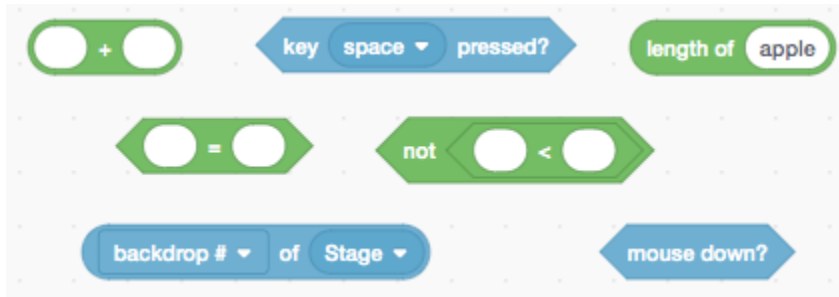 +
key space pressed?
length of apple
=
not <
backdrop # of Stage
mouse down?